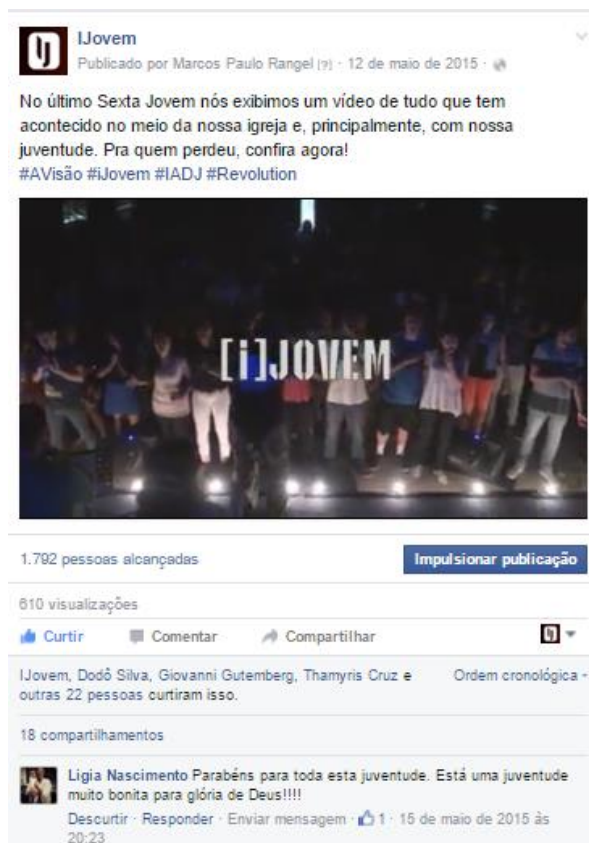 IJovem
Publicado por Marcos Paulo Rangel [?] · 12 de maio de 2015 ·
No último Sexta Jovem nós exibimos um vídeo de tudo que tem
acontecido no meio da nossa igreja e, principalmente, com nossa
juventude. Pra quem perdeu, confira agora!
#AVisão #iJovem #IADJ #Revolution
[i]JOVEM
1.792 pessoas alcançadas
Impulsionar publicação
610 visualizações
Curtir Comentar Compartilhar
IJovem, Dodô Silva, Giovanni Gutemberg, Thamyris Cruz e Ordem cronológica
outras 22 pessoas curtiram isso.
18 compartilhamentos
Ligia Nascimento Parabéns para toda esta juventude. Está uma juventude
muito bonita para glória de Deus!!!!
Descurtir · Responder · Enviar mensagem · 1 · 15 de maio de 2015 às
20:23